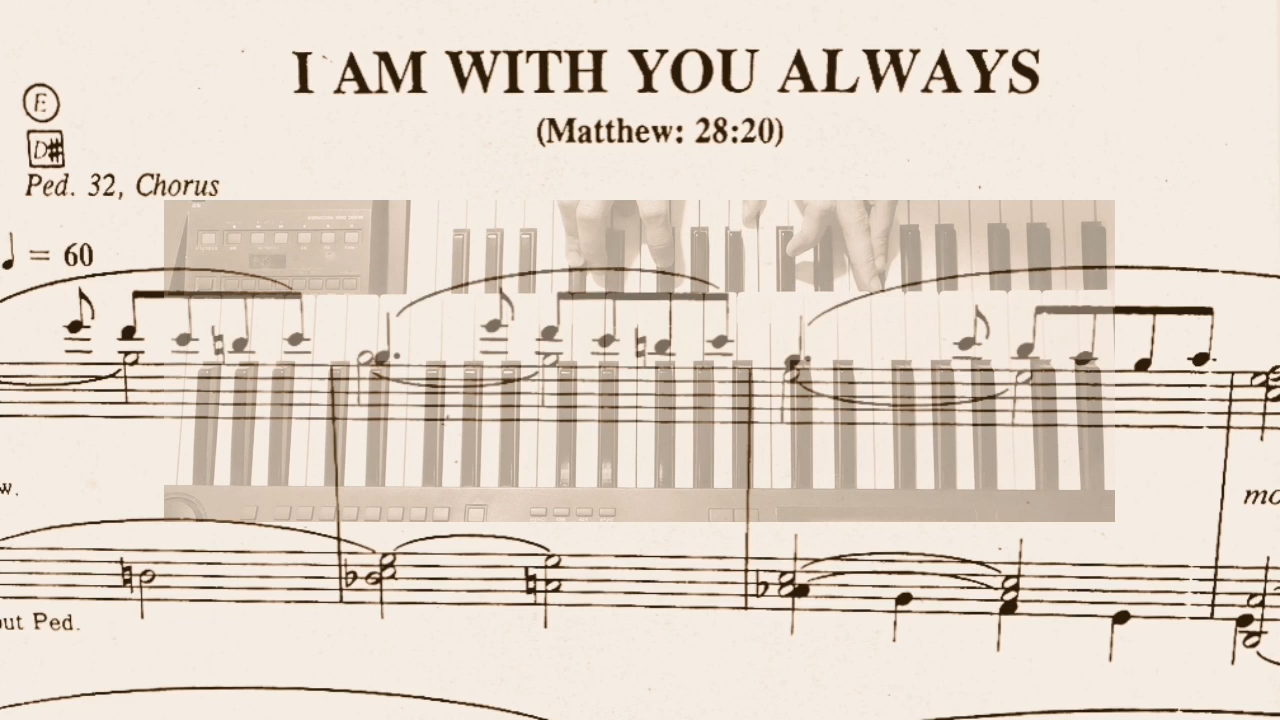 I AM WITH YOU ALWAYS
(Matthew: 28:20)
E
D#
Ped. 32, Chorus
= 60
w.
mo
out Ped.